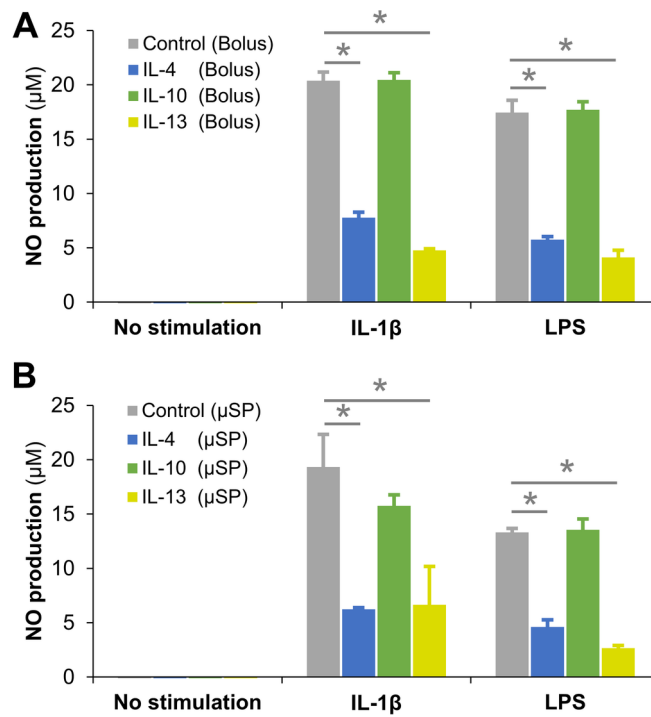 A
NO production (µM)
25
20
15
10
5
0
Control (Bolus)
IL-4 (Bolus)
IL-10 (Bolus)
IL-13 (Bolus)
*
*
*
*
No stimulation
IL-1β
LPS
B
NO production (µM)
25
20
15
10
5
0
Control (µSP)
IL-4 (µSP)
IL-10 (µSP)
IL-13 (µSP)
*
*
*
*
No stimulation
IL-1β
LPS